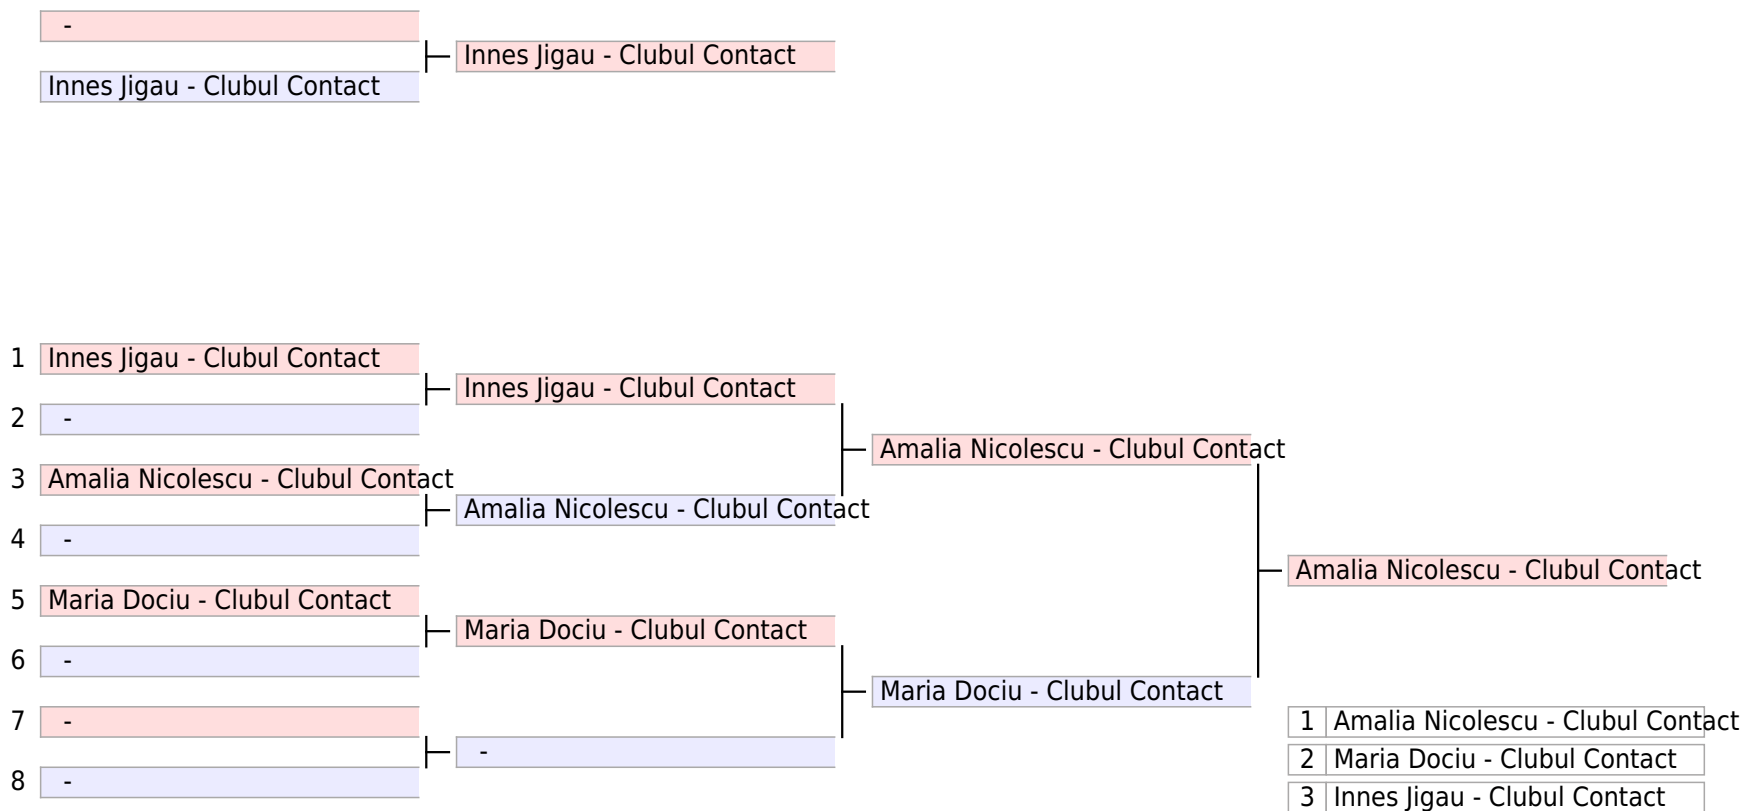 -
Innes Jigau - Clubul Contact
Innes Jigau - Clubul Contact
1 Innes Jigau - Clubul Contact
Innes Jigau - Clubul Contact
2 -
Amalia Nicolescu - Clubul Contact
3 Amalia Nicolescu - Clubul Contact
Amalia Nicolescu - Clubul Contact
4 -
Amalia Nicolescu - Clubul Contact
5 Maria Dociu - Clubul Contact
Maria Dociu - Clubul Contact
6 -
Maria Dociu - Clubul Contact
7 -
-
8 -
1 Amalia Nicolescu - Clubul Contact
2 Maria Dociu - Clubul Contact
3 Innes Jigau - Clubul Contact